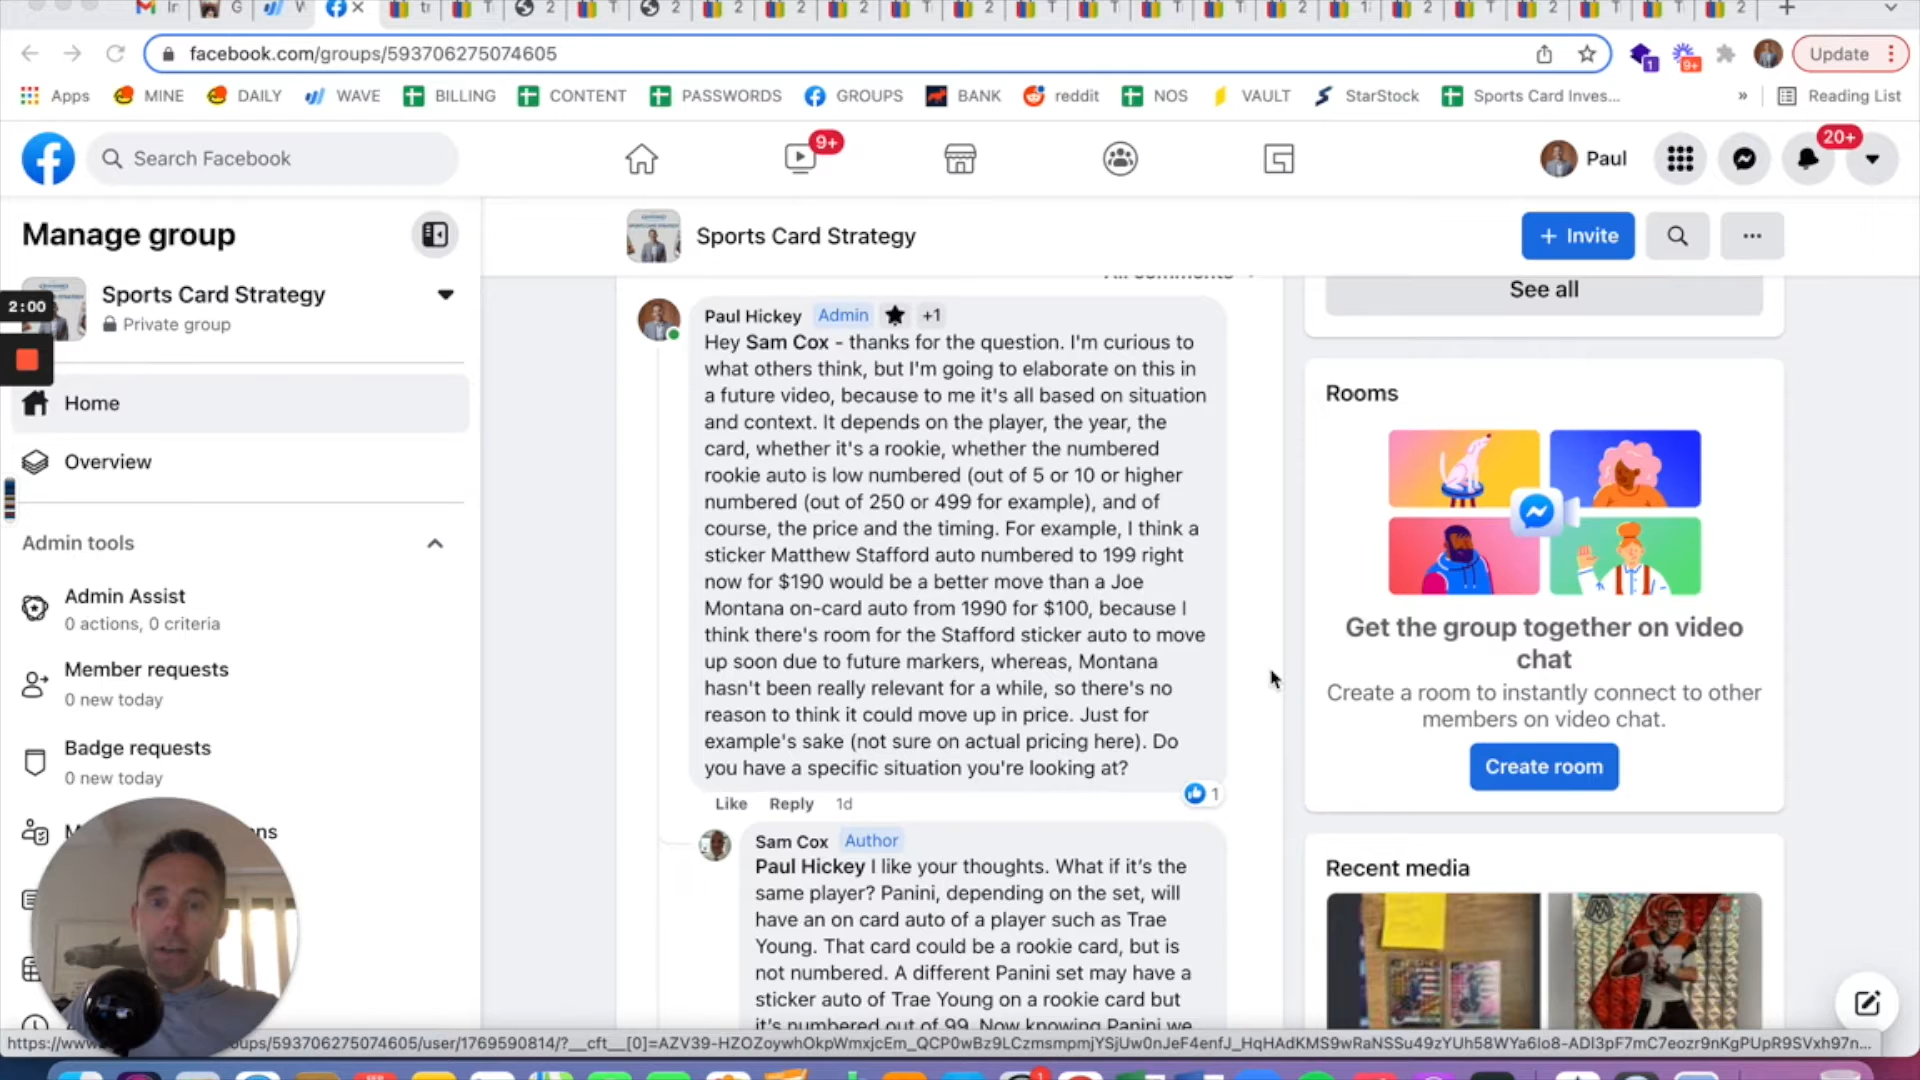 facebook.com/groups/593706275074605
Update
Apps MINE DAILY WAVE BILLING CONTENT PASSWORDS GROUPS BANK reddit NOS VAULT StarStock Sports Card Inves... » Reading List
Search Facebook
9+
Paul
20+
Manage group
Sports Card Strategy
+ Invite
Sports Card Strategy
Private group
2:00
Home
Overview
Admin tools
Admin Assist
0 actions, 0 criteria
Member requests
0 new today
Badge requests
0 new today
Paul Hickey Admin +1
Hey Sam Cox - thanks for the question. I'm curious to
what others think, but I'm going to elaborate on this in
a future video, because to me it's all based on situation
and context. It depends on the player, the year, the
card, whether it's a rookie, whether the numbered
rookie auto is low numbered (out of 5 or 10 or higher
numbered (out of 250 or 499 for example), and of
course, the price and the timing. For example, I think a
sticker Matthew Stafford auto numbered to 199 right
now for $190 would be a better move than a Joe
Montana on-card auto from 1990 for $100, because I
think there's room for the Stafford sticker auto to move
up soon due to future markers, whereas, Montana
hasn't been really relevant for a while, so there's no
reason to think it could move up in price. Just for
example's sake (not sure on actual pricing here). Do
you have a specific situation you're looking at?
1
Like Reply 1d
Sam Cox Author
Paul Hickey I like your thoughts. What if it's the
same player? Panini, depending on the set, will
have an on card auto of a player such as Trae
Young. That card could be a rookie card, but is
not numbered. A different Panini set may have a
sticker auto of Trae Young on a rookie card but
it's numbered out of 99. Now knowing Panini we
See all
Rooms
Get the group together on video
chat
Create a room to instantly connect to other
members on video chat.
Create room
Recent media